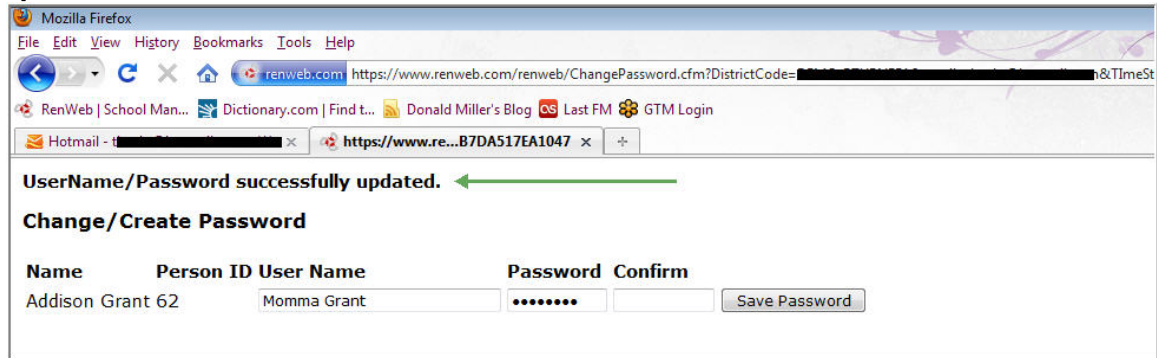 Mozilla Firefox
File Edit View History Bookmarks Tools Help
renweb.com https://www.renweb.com/renweb/ChangePassword.cfm?DistrictCode= n&TImeSt
RenWeb | School Man... Dictionary.com | Find t... Donald Miller's Blog Last FM GTM Login
Hotmail - t https://www.re...B7DA517EA1047
UserName/Password successfully updated.
Change/Create Password
Name Person ID User Name Password Confirm
Addison Grant 62 Momma Grant •••••••• Save Password